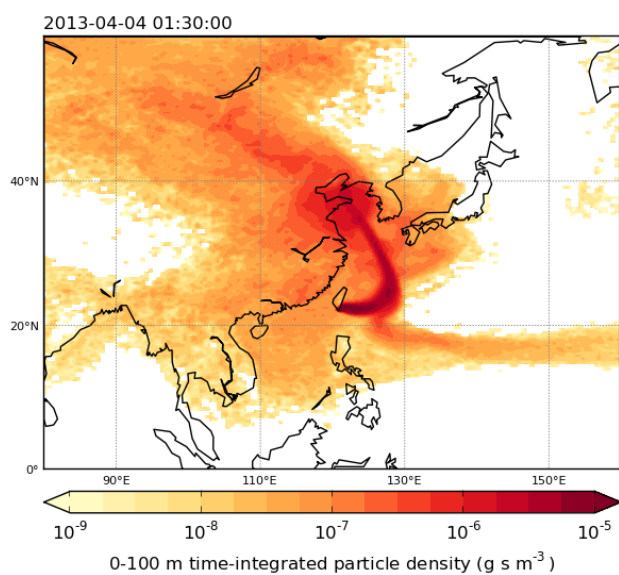 2013-04-04 01:30:00
40°N
20°N
0°
90°E 110°E 130°E 150°E
10⁻⁹ 10⁻⁸ 10⁻⁷ 10⁻⁶ 10⁻⁵
0-100 m time-integrated particle density (g s m⁻³)